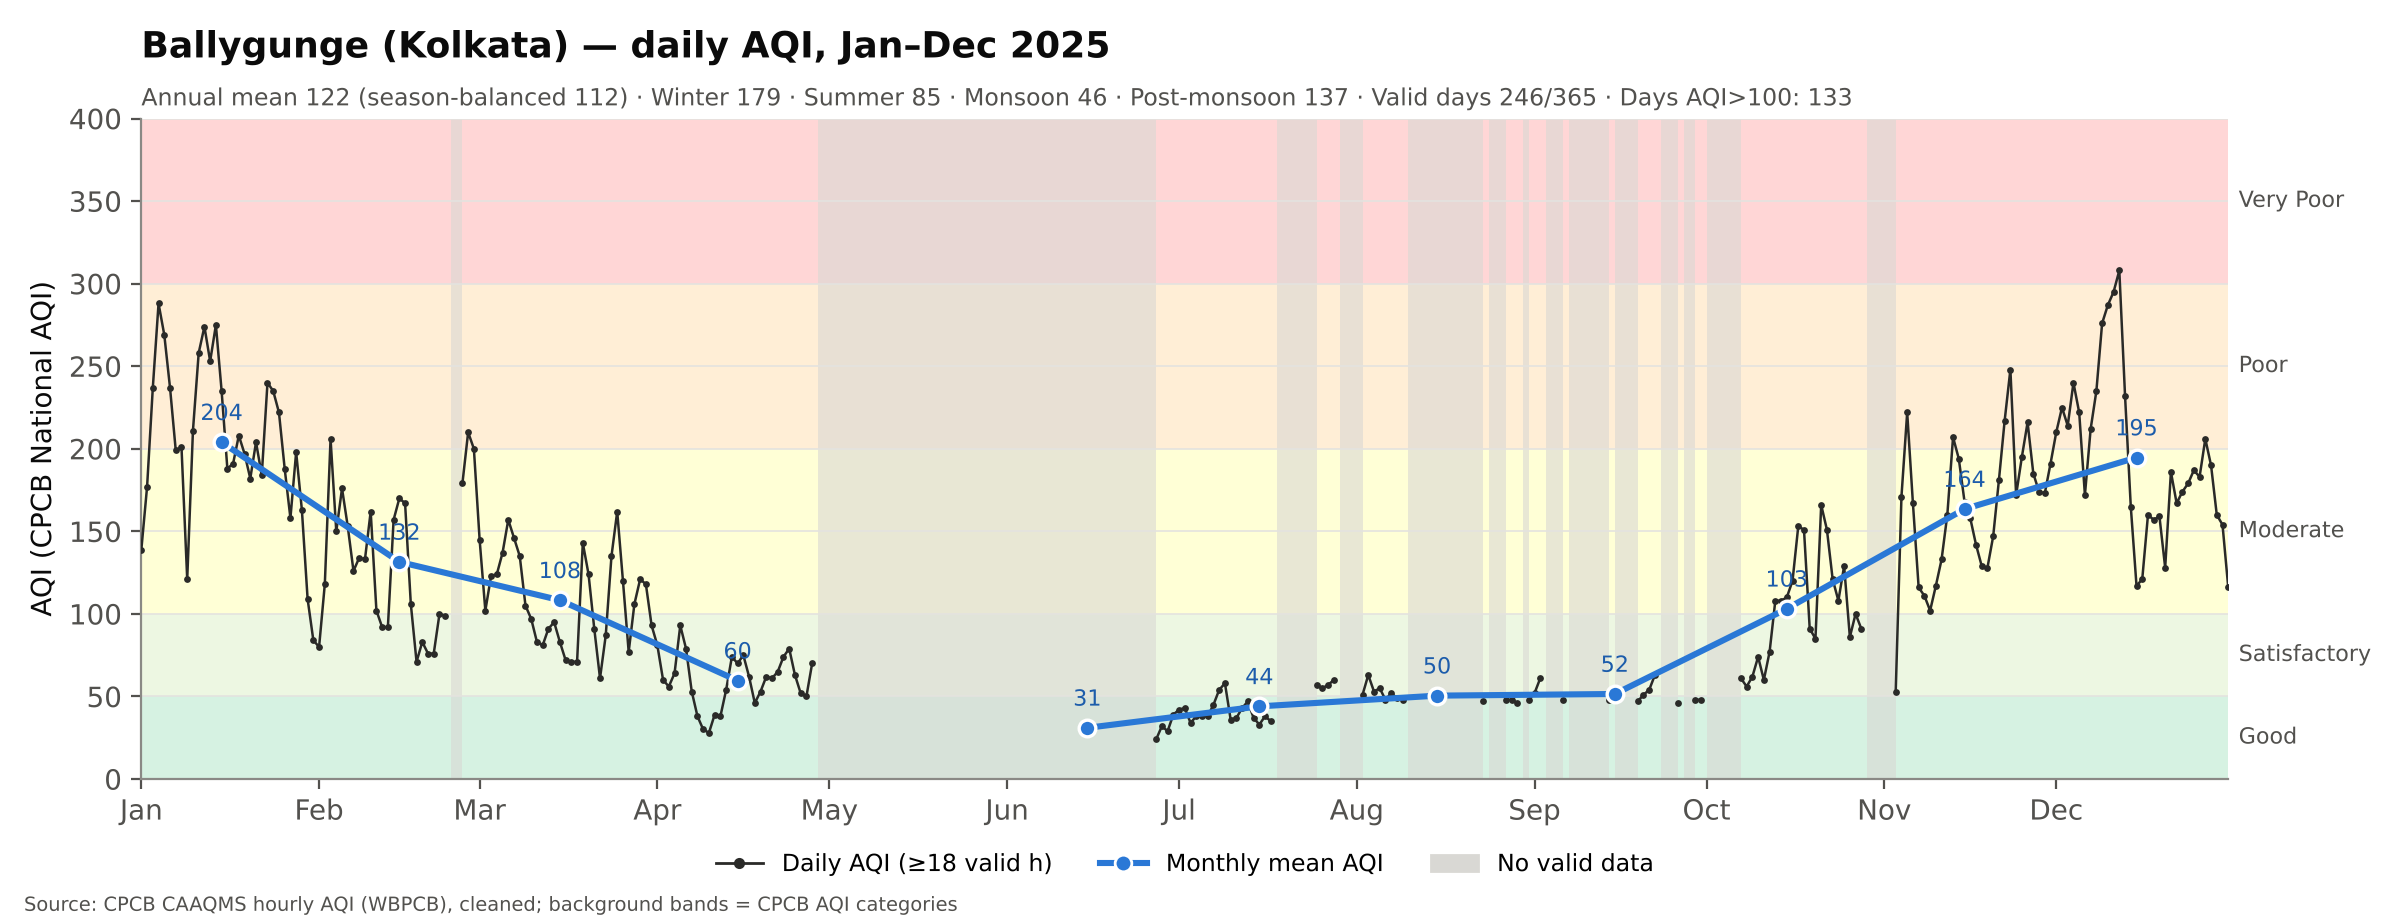 Ballygunge (Kolkata) — daily AQI, Jan–Dec 2025
Annual mean 122 (season-balanced 112) · Winter 179 · Summer 85 · Monsoon 46 · Post-monsoon 137 · Valid days 246/365 · Days AQI>100: 133
AQI (CPCB National AQI)
400
350
300
250
200
150
100
50
0
Very Poor
Poor
Moderate
Satisfactory
Good
204
132
108
60
31
44
50
52
103
164
195
Jan Feb Mar Apr May Jun Jul Aug Sep Oct Nov Dec
Daily AQI (≥18 valid h) Monthly mean AQI No valid data
Source: CPCB CAAQMS hourly AQI (WBPCB), cleaned; background bands = CPCB AQI categories